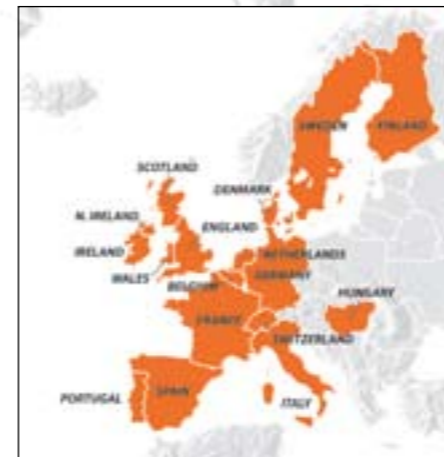 SWEDEN
FINLAND
SCOTLAND
DENMARK
N. IRELAND
ENGLAND
IRELAND
NETHERLANDS
WALES
BELGIUM
GERMANY
HUNGARY
FRANCE
SWITZERLAND
PORTUGAL
SPAIN
ITALY